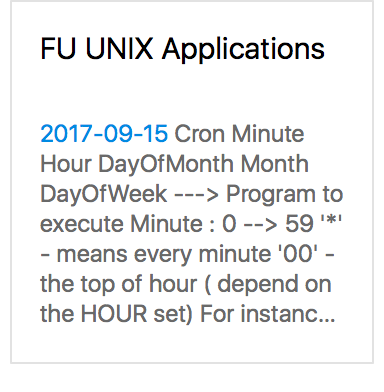 FU UNIX Applications
2017-09-15 Cron Minute
Hour DayOfMonth Month
DayOfWeek ---> Program to
execute Minute : 0 --> 59 '*'
- means every minute '00' -
the top of hour ( depend on
the HOUR set) For instanc...